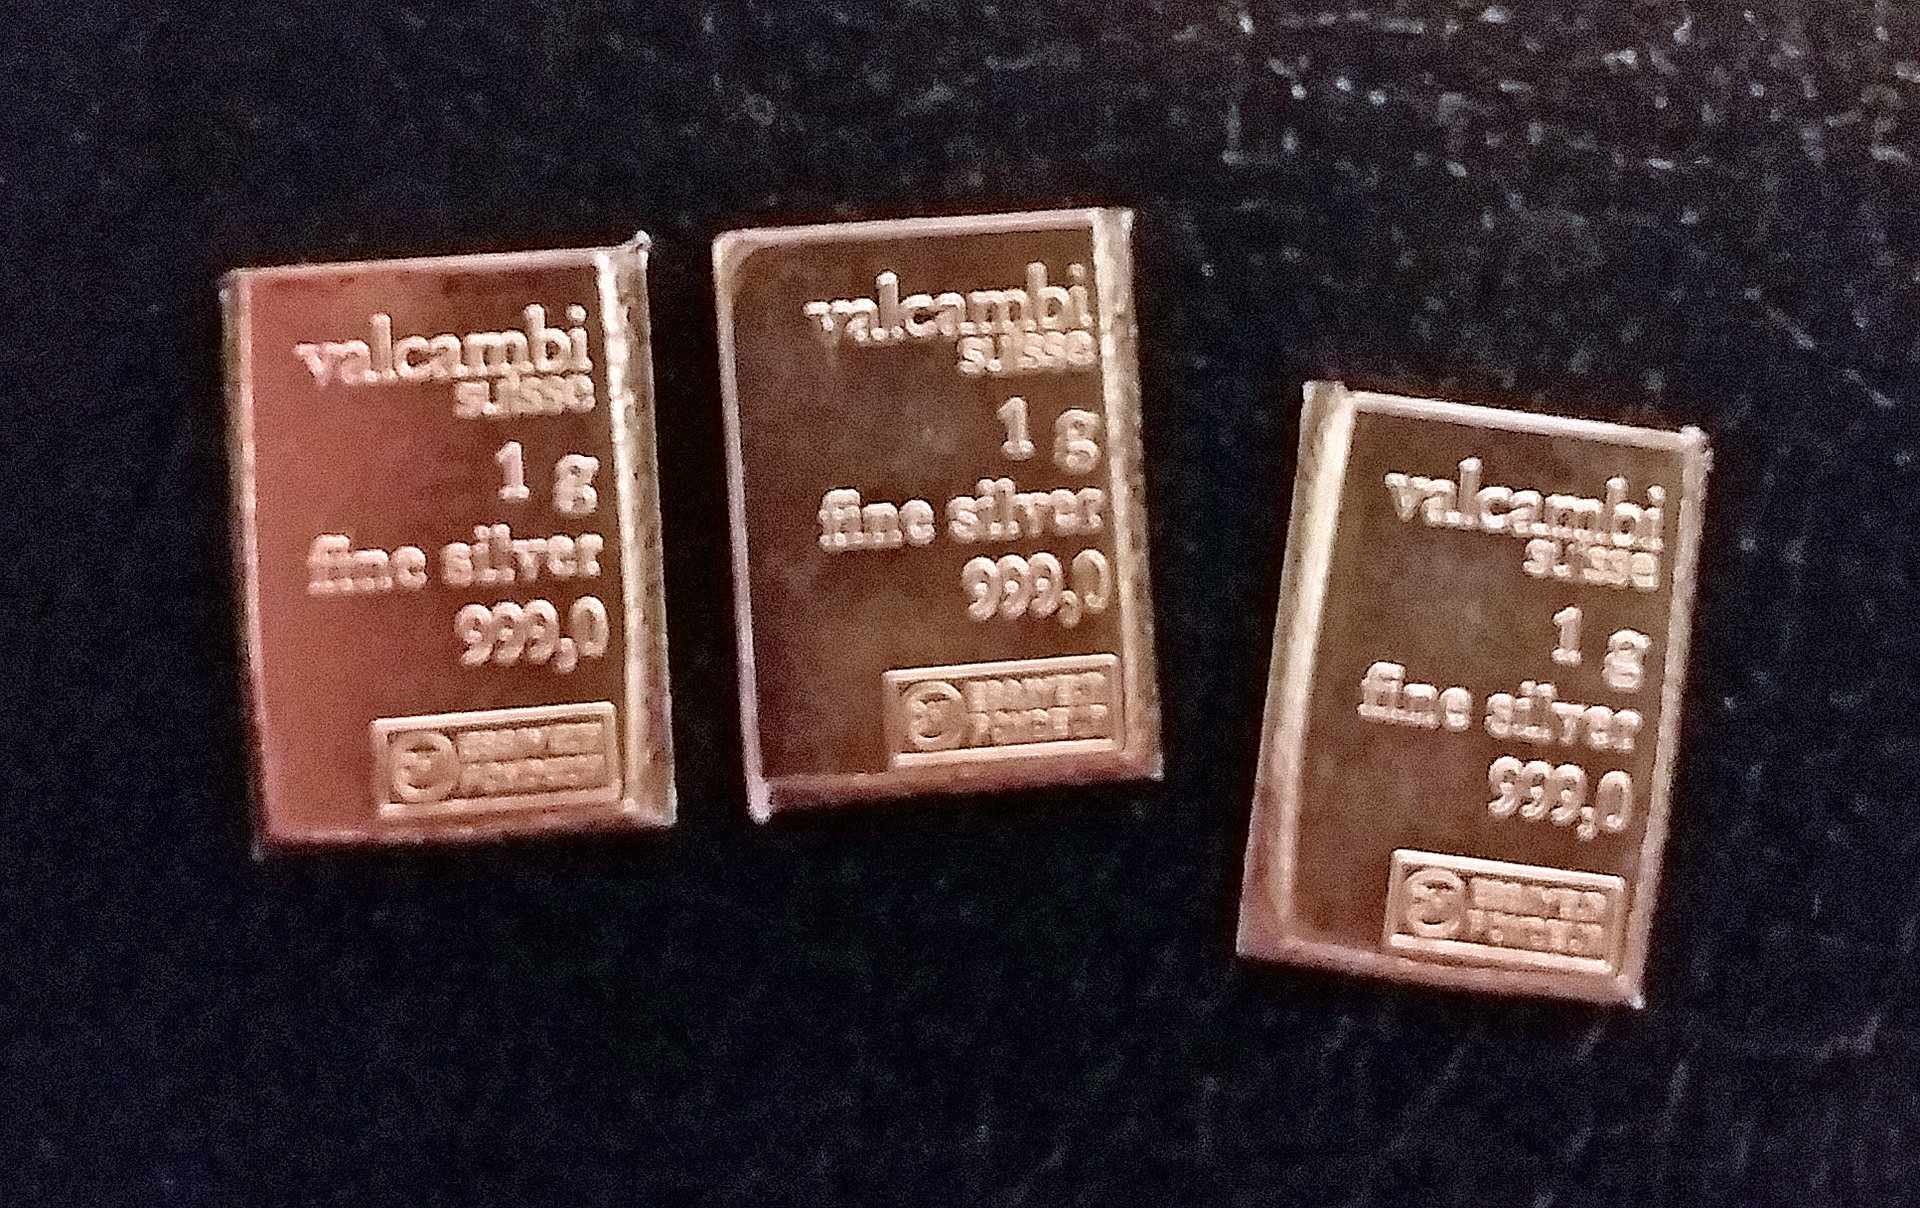 valcambi
suisse
1 g
fine silver
999,0
valcambi
suisse
1 g
fine silver
999,0
valcambi
suisse
1 g
fine silver
999,0